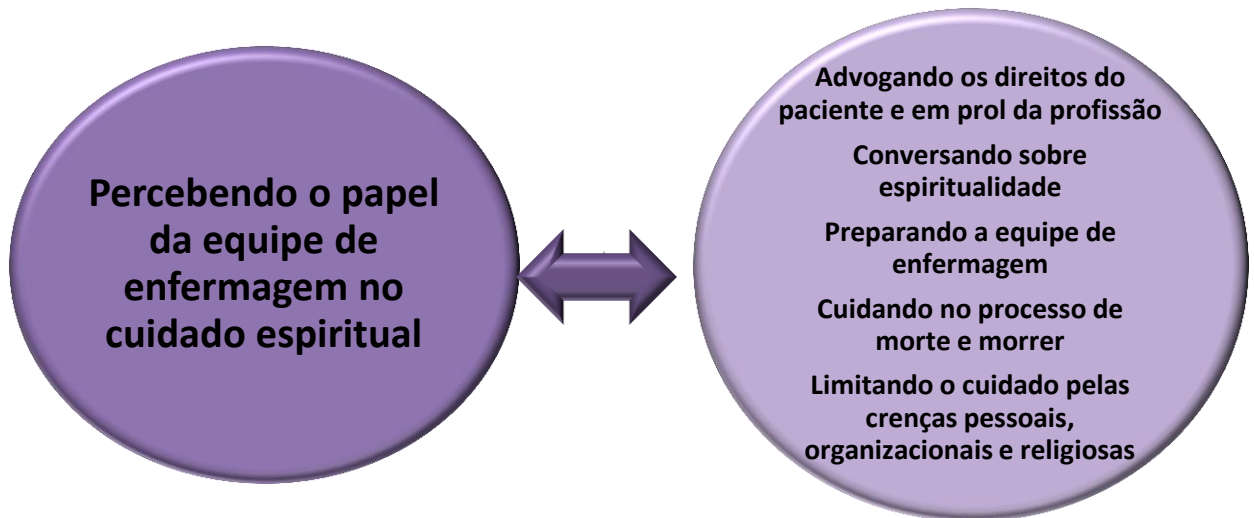 Percebendo o papel
da equipe de
enfermagem no
cuidado espiritual
Advogando os direitos do
paciente e em prol da profissão
Conversando sobre
espiritualidade
Preparando a equipe de
enfermagem
Cuidando no processo de
morte e morrer
Limitando o cuidado pelas
crenças pessoais,
organizacionais e religiosas